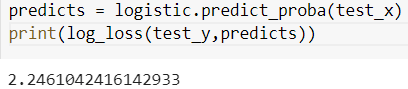 predicts = logistic.predict_proba(test_x)
print(log_loss(test_y,predicts))
2.2461042416142933